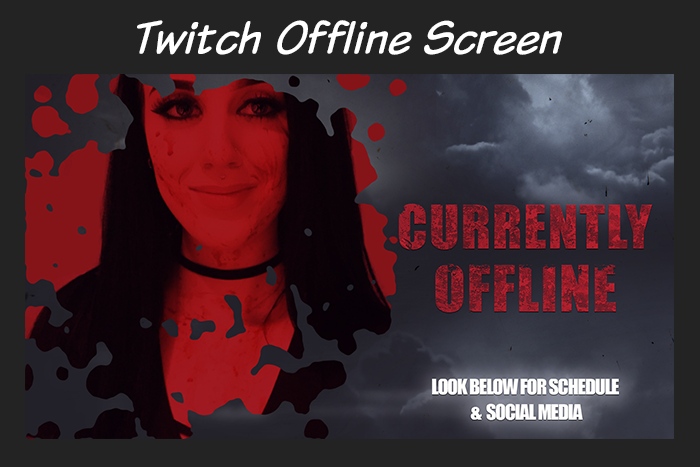 Twitch Offline Screen
CURRENTLY
OFFLINE
LOOK BELOW FOR SCHEDULE
& SOCIAL MEDIA